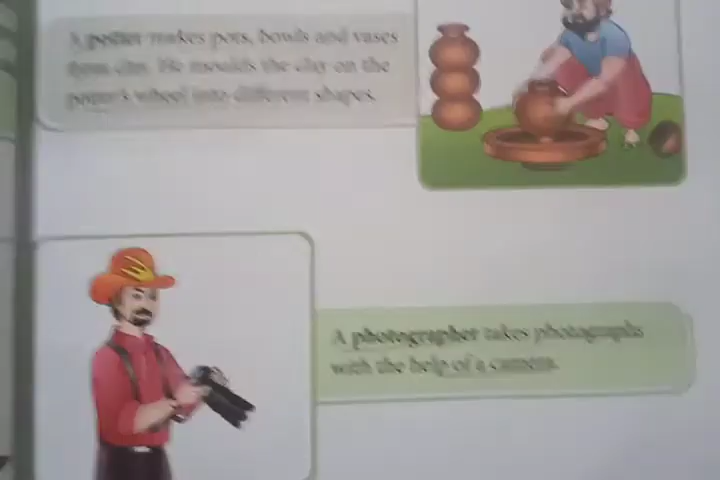 A potter makes pots, bowls and vases
from clay. He moulds the clay on the
potter's wheel into different shapes.
A photographer takes photographs
with the help of a camera.